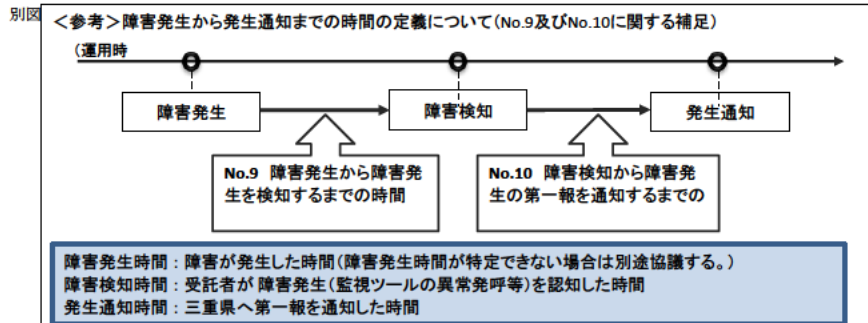 別図
＜参考＞障害発生から発生通知までの時間の定義について(No.9及びNo.10に関する補足)
(運用時
障害発生
障害検知
発生通知
No.9 障害発生から障害発
生を検知するまでの時間
No.10 障害検知から障害発
生の第一報を通知するまでの
障害発生時間：障害が発生した時間(障害発生時間が特定できない場合は別途協議する。)
障害検知時間：受託者が 障害発生(監視ツールの異常発呼等)を認知した時間
発生通知時間：三重県へ第一報を通知した時間